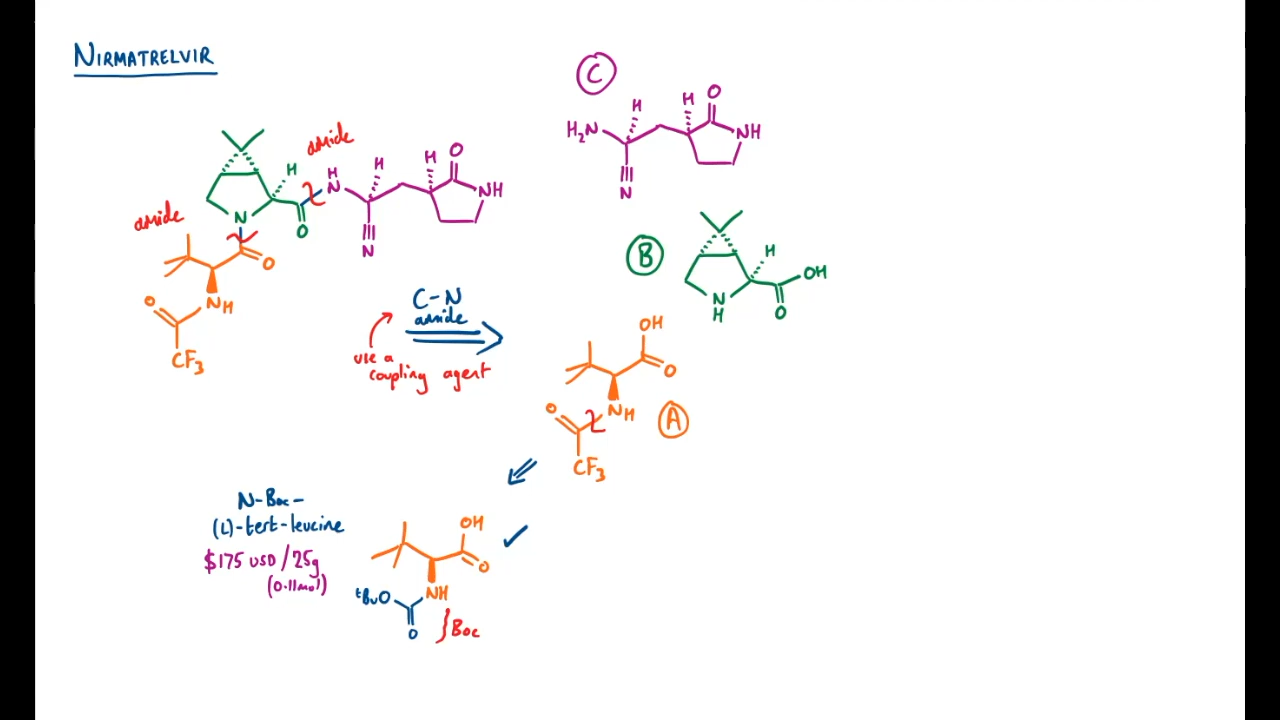 NIRMATRELVIR
C
H
H
O
H2N
NH
N
amide
H
H
N
H
H
O
NH
N
O
N
amide
O
NH
O
CF3
B
H
OH
N
H
O
C-N
amide
use a
coupling agent
OH
O
NH
O
CF3
A
N-Boc-
(L)-tert-leucine
$175 USD/25g
(0.11mol)
OH
O
NH
tBuO
O
Boc